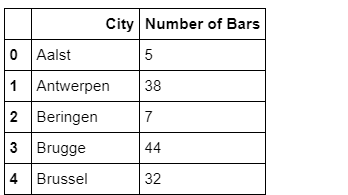 City Number of Bars
0 Aalst 5
1 Antwerpen 38
2 Beringen 7
3 Brugge 44
4 Brussel 32